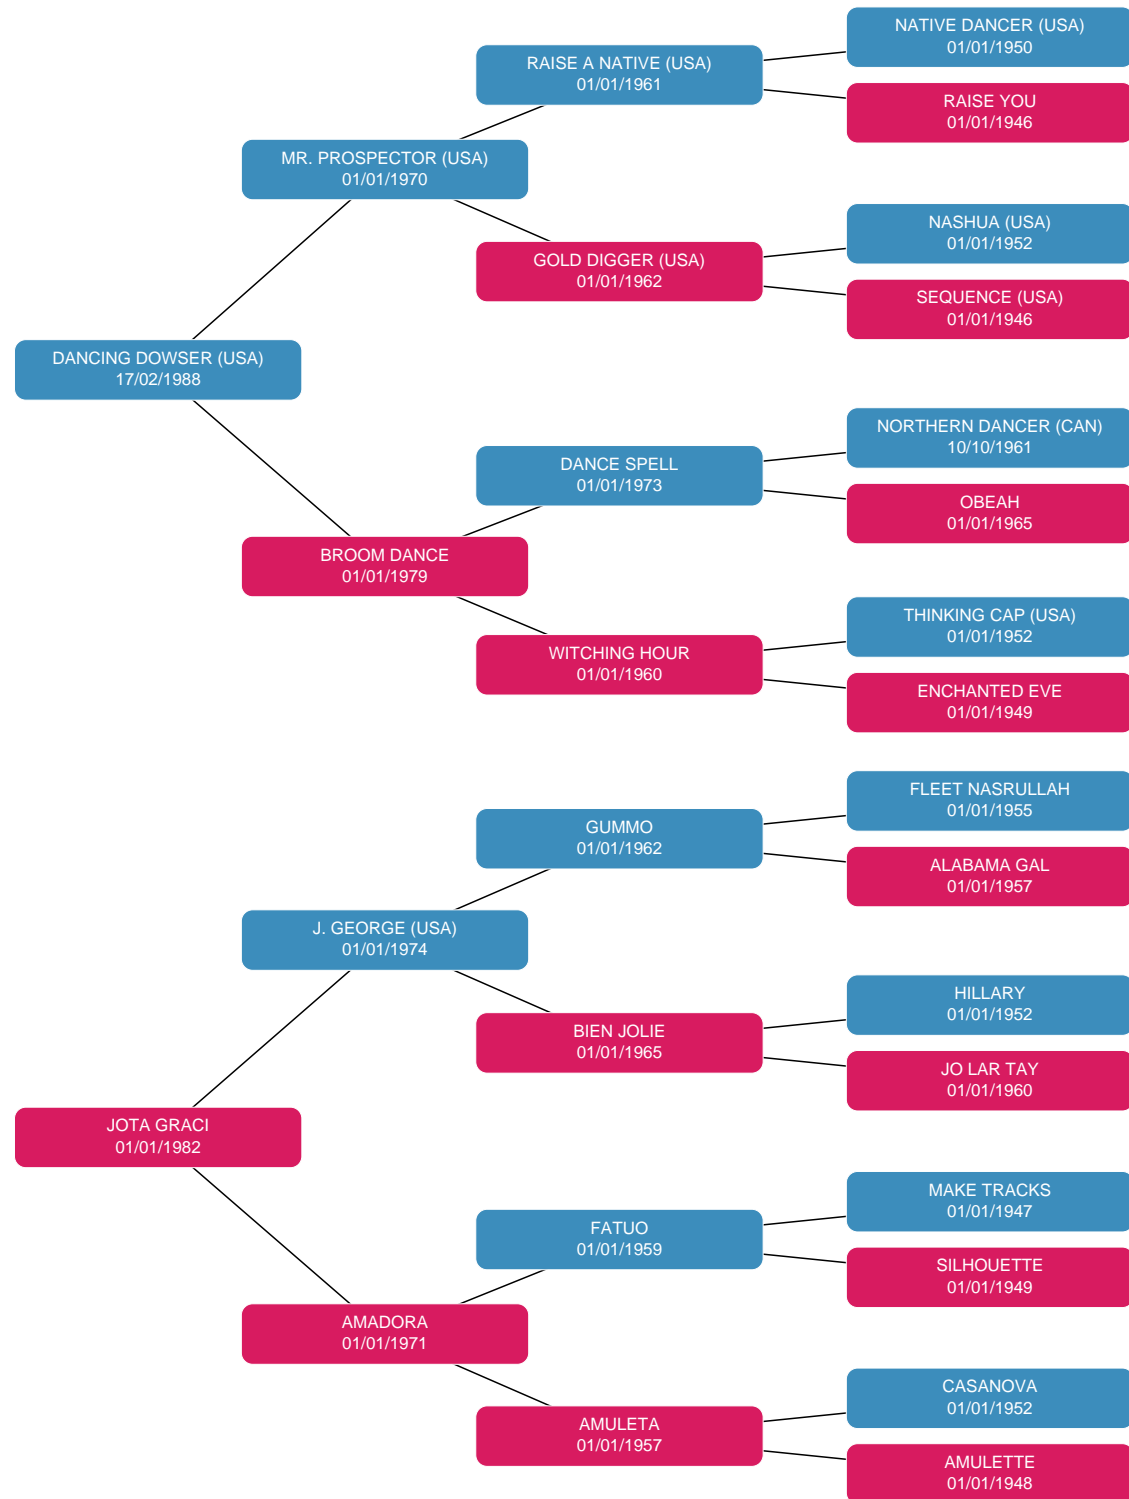 NATIVE DANCER (USA)
01/01/1950
RAISE A NATIVE (USA)
01/01/1961
RAISE YOU
01/01/1946
MR. PROSPECTOR (USA)
01/01/1970
NASHUA (USA)
01/01/1952
GOLD DIGGER (USA)
01/01/1962
SEQUENCE (USA)
01/01/1946
DANCING DOWSER (USA)
17/02/1988
NORTHERN DANCER (CAN)
10/10/1961
DANCE SPELL
01/01/1973
OBEAH
01/01/1965
BROOM DANCE
01/01/1979
THINKING CAP (USA)
01/01/1952
WITCHING HOUR
01/01/1960
ENCHANTED EVE
01/01/1949
FLEET NASRULLAH
01/01/1955
GUMMO
01/01/1962
ALABAMA GAL
01/01/1957
J. GEORGE (USA)
01/01/1974
HILLARY
01/01/1952
BIEN JOLIE
01/01/1965
JO LAR TAY
01/01/1960
JOTA GRACI
01/01/1982
MAKE TRACKS
01/01/1947
FATUO
01/01/1959
SILHOUETTE
01/01/1949
AMADORA
01/01/1971
CASANOVA
01/01/1952
AMULETA
01/01/1957
AMULETTE
01/01/1948